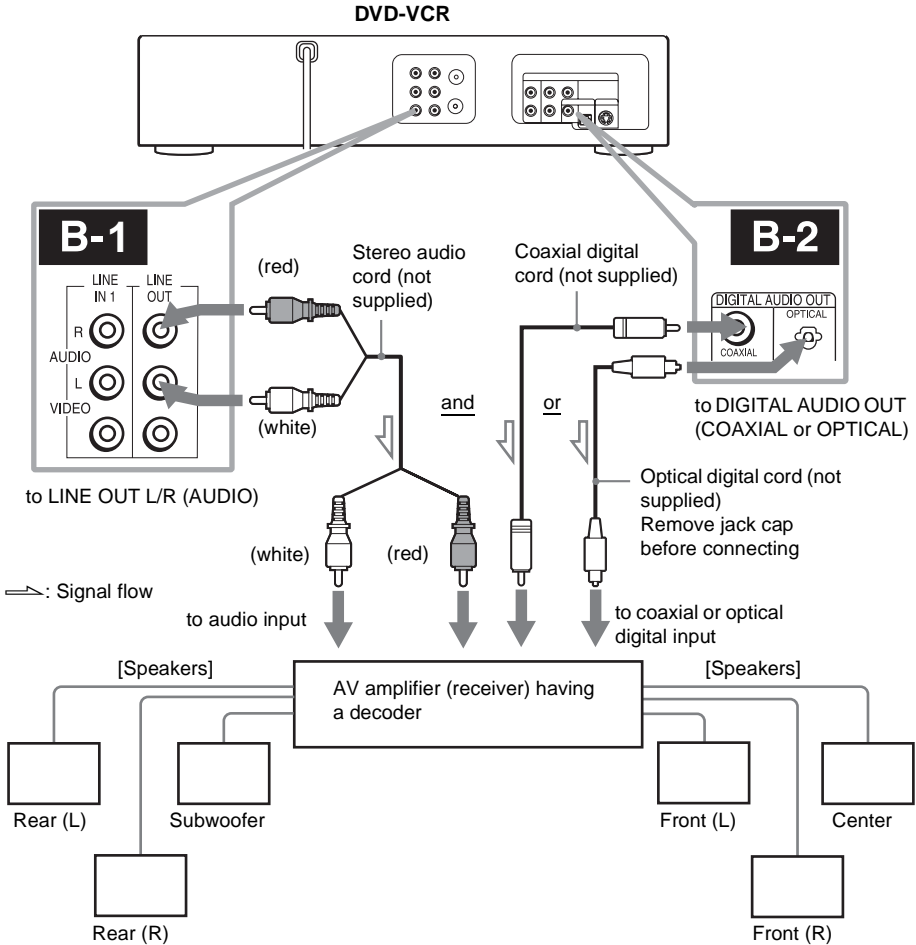 DVD-VCR
B-1
B-2
LINE IN 1
LINE OUT
R
AUDIO
L
VIDEO
(red)
(white)
Stereo audio
cord (not
supplied)
Coaxial digital
cord (not supplied)
DIGITAL AUDIO OUT
OPTICAL
COAXIAL
and
or
to DIGITAL AUDIO OUT
(COAXIAL or OPTICAL)
to LINE OUT L/R (AUDIO)
Optical digital cord (not
supplied)
Remove jack cap
before connecting
(white)
(red)
: Signal flow
to audio input
to coaxial or optical
digital input
[Speakers]
[Speakers]
AV amplifier (receiver) having
a decoder
Rear (L)
Subwoofer
Front (L)
Center
Rear (R)
Front (R)